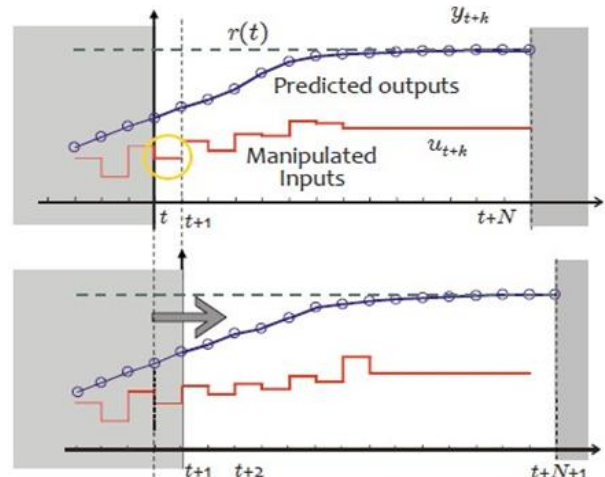 r(t)
y_{t+k}
Predicted outputs
Manipulated
Inputs
u_{t+k}
t
t+1
t+N
t+1
t+2
t+N+1